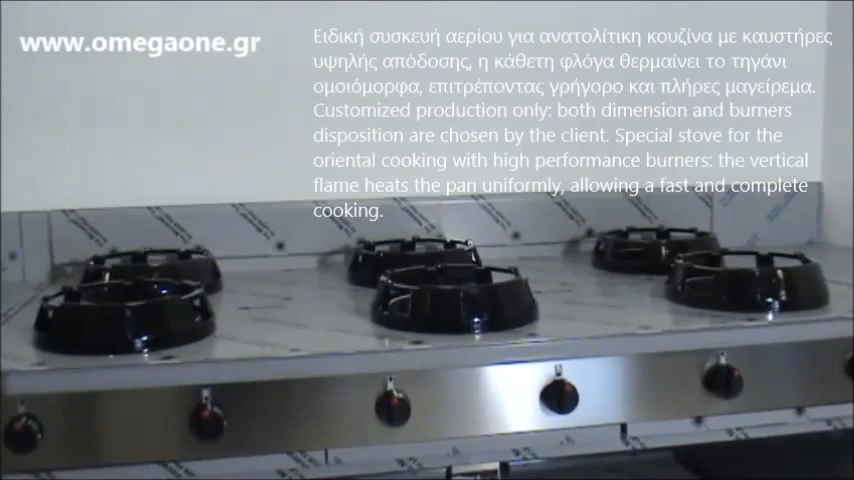 www.omegaone.gr
Ειδική συσκευή αερίου για ανατολίτικη κουζίνα με καυστήρες
υψηλής απόδοσης, η κάθετη φλόγα θερμαίνει το τηγάνι
ομοιόμορφα, επιτρέποντας γρήγορο και πλήρες μαγείρεμα.
Customized production only: both dimension and burners
disposition are chosen by the client. Special stove for the
oriental cooking with high performance burners: the vertical
flame heats the pan uniformly, allowing a fast and complete
cooking.